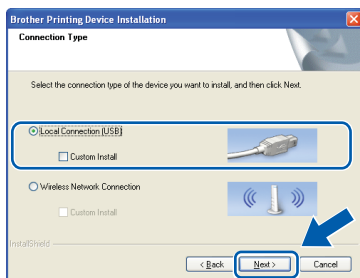 Brother Printing Device Installation
Connection Type
Select the connection type of the device you want to install, and then click Next.
Local Connection (USB)
Custom Install
Wireless Network Connection
Custom Install
InstallShield
< Back
Next >
Cancel